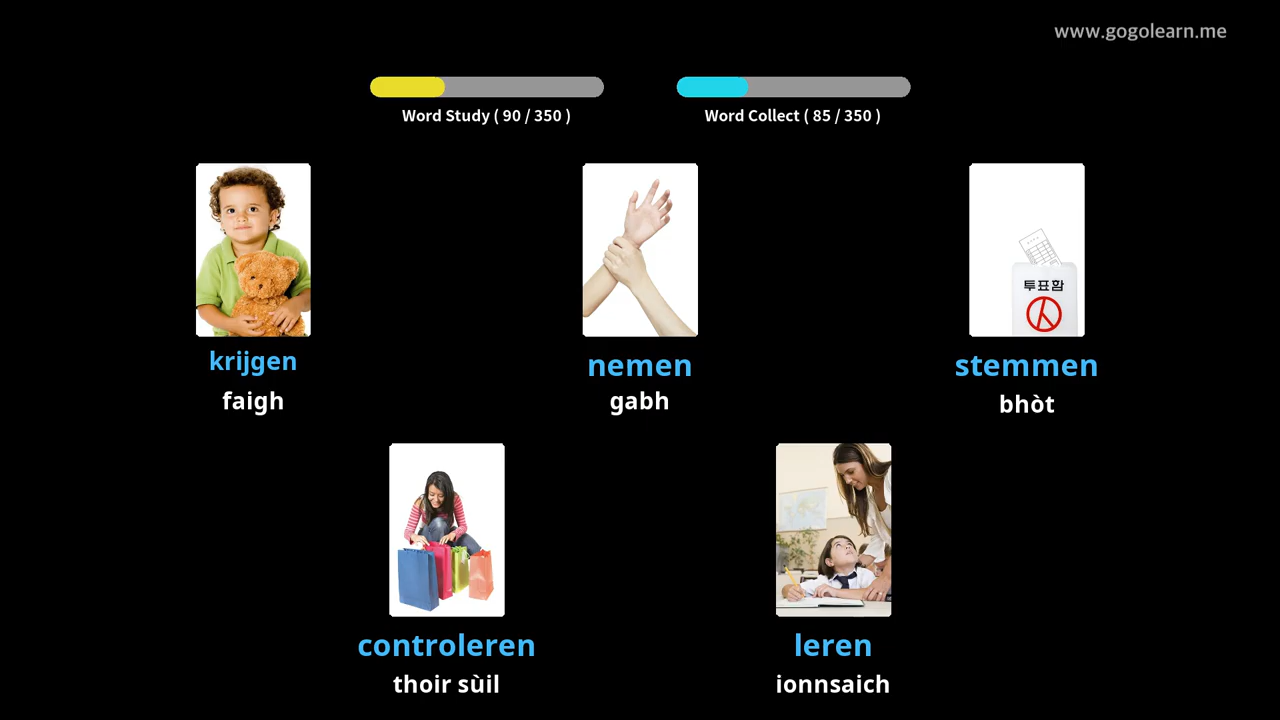 www.gogolearn.me
Word Study ( 90 / 350 )
Word Collect ( 85 / 350 )
투표함
krijgen
nemen
stemmen
faigh
gabh
bhòt
controleren
leren
thoir sùil
ionnsaich